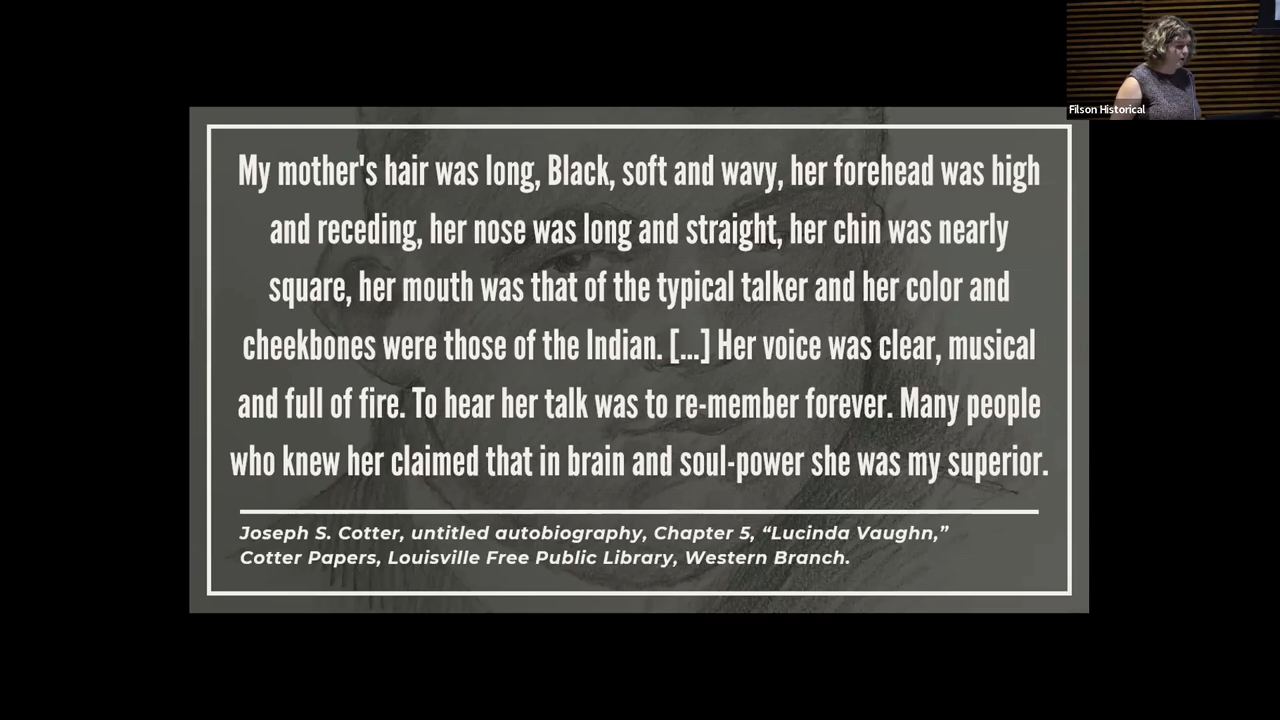 Filson Historical
My mother's hair was long, Black, soft and wavy, her forehead was high
and receding, her nose was long and straight, her chin was nearly
square, her mouth was that of the typical talker and her color and
cheekbones were those of the Indian. [...] Her voice was clear, musical
and full of fire. To hear her talk was to re-member forever. Many people
who knew her claimed that in brain and soul-power she was my superior.
Joseph S. Cotter, untitled autobiography, Chapter 5, “Lucinda Vaughn,”
Cotter Papers, Louisville Free Public Library, Western Branch.